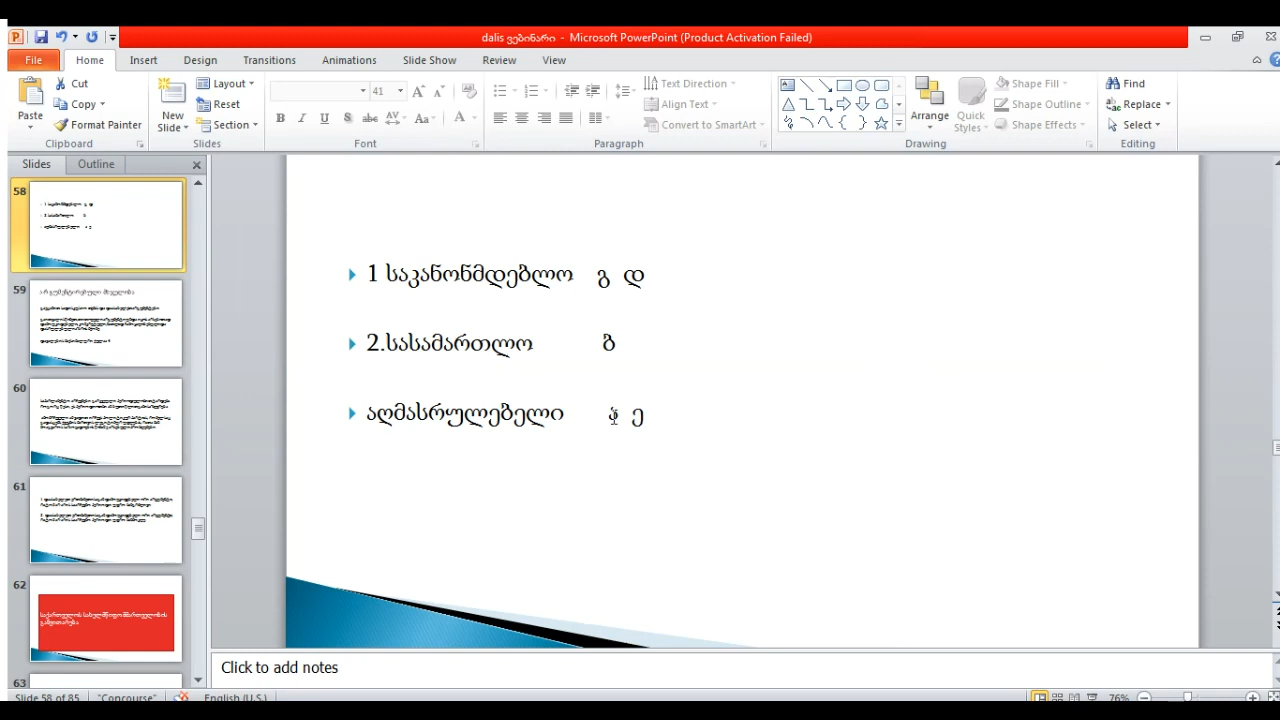 dalis ვებინარი - Microsoft PowerPoint (Product Activation Failed)
File Home Insert Design Transitions Animations Slide Show Review View
Paste
Cut
Copy
Format Painter
Clipboard
New Slide
Layout
Reset
Section
Slides
41
Font
Text Direction
Align Text
Convert to SmartArt
Paragraph
Arrange
Quick Styles
Shape Fill
Shape Outline
Shape Effects
Drawing
Find
Replace
Select
Editing
Slides Outline
58
59
60
61
62
63
1 საკანონმდებლო გ დ
2.სასამართლო ბ
აღმასრულებელი ა ე
Click to add notes
Slide 58 of 85 "Concourse" English (U.S.) 76%